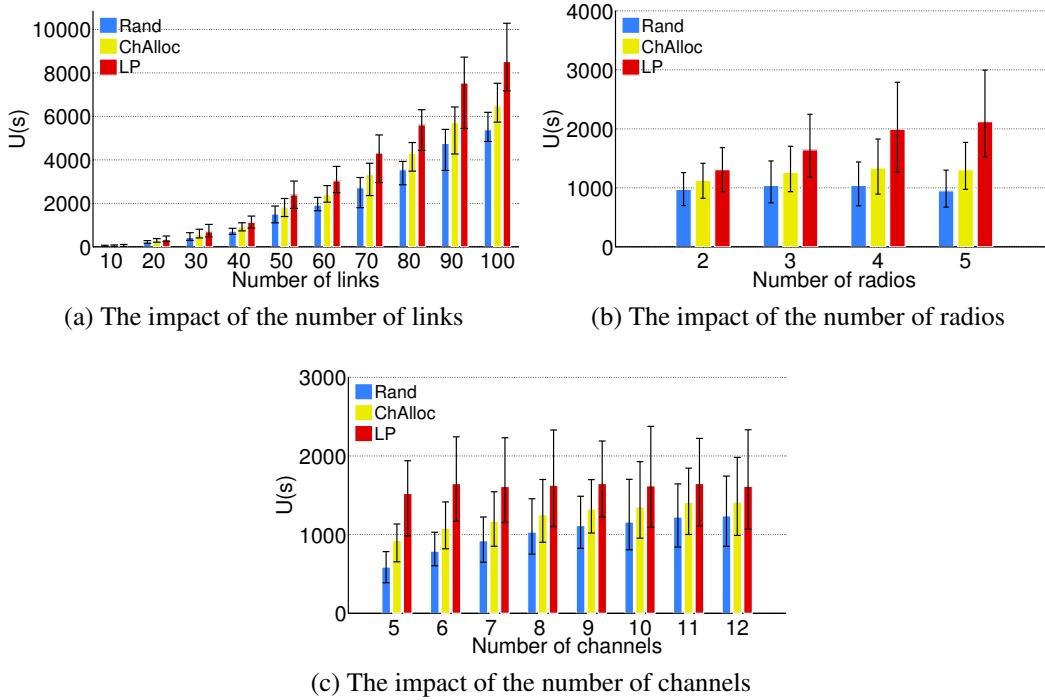 10000
8000
6000
4000
2000
0
U(s)
Rand
ChAlloc
LP
10 20 30 40 50 60 70 80 90 100
Number of links
(a) The impact of the number of links
4000
3000
2000
1000
0
U(s)
Rand
ChAlloc
LP
2 3 4 5
Number of radios
(b) The impact of the number of radios
3000
2000
1000
0
U(s)
Rand
ChAlloc
LP
5 6 7 8 9 10 11 12
Number of channels
(c) The impact of the number of channels